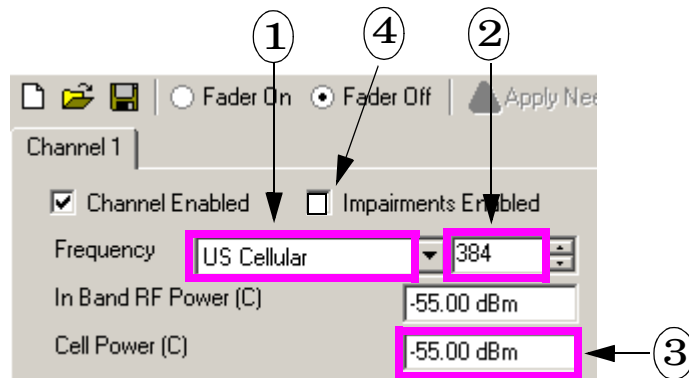 1 4 2
Fader On Fader Off Apply Nee
Channel 1
Channel Enabled Impairments Enabled
Frequency US Cellular 384
In Band RF Power (C) -55.00 dBm
Cell Power (C) -55.00 dBm 3